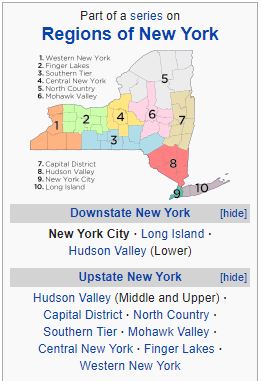 Part of a series on
Regions of New York
1. Western New York
2. Finger Lakes
3. Southern Tier
4. Central New York
5. North Country
6. Mohawk Valley
5
6
4
2
7
1
3
8
7. Capital District
8. Hudson Valley
9. New York City
10. Long Island
9
10
Downstate New York [hide]
New York City · Long Island ·
Hudson Valley (Lower)
Upstate New York [hide]
Hudson Valley (Middle and Upper) ·
Capital District · North Country ·
Southern Tier · Mohawk Valley ·
Central New York · Finger Lakes ·
Western New York